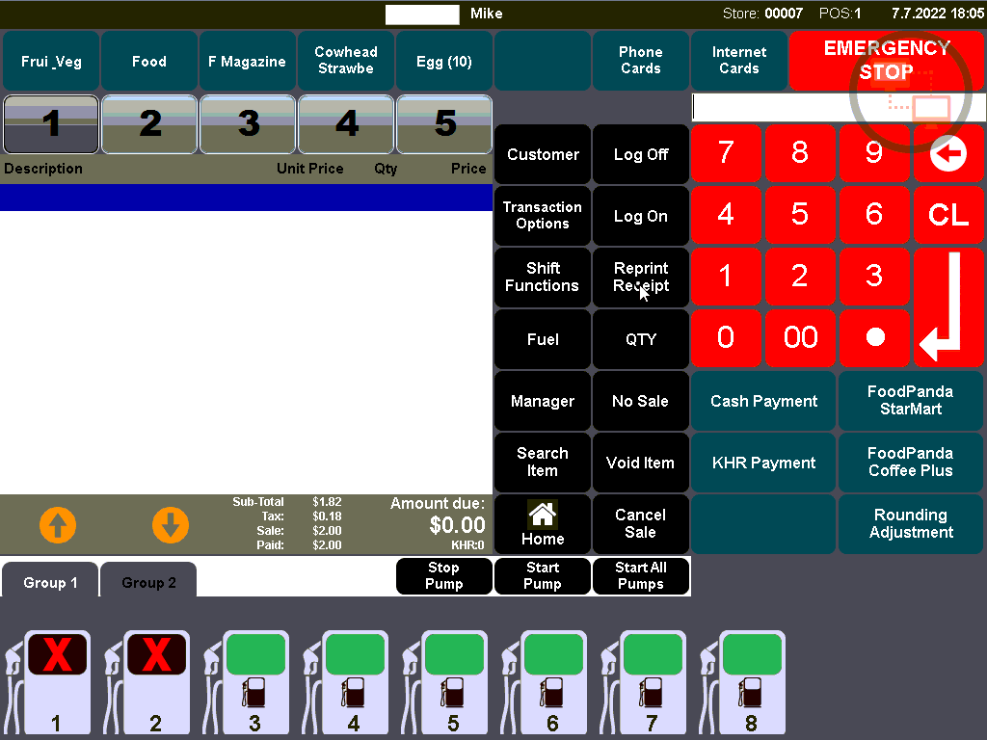 Mike Store: 00007 POS:1 7.7.2022 18:05
Frui_Veg Food F Magazine Cowhead Strawbe Egg (10) Phone Cards Internet Cards EMERGENCY STOP
1 2 3 4 5
Description Unit Price Qty Price
Customer Log Off 7 8 9
Transaction Options Log On 4 5 6 CL
Shift Functions Reprint Receipt 1 2 3
Fuel QTY 0 00
Manager No Sale Cash Payment FoodPanda StarMart
Search Item Void Item KHR Payment FoodPanda Coffee Plus
Sub-Total $1.82
Tax: $0.18
Sale: $2.00
Paid: $2.00
Amount due:
$0.00
KHR:0
Home Cancel Sale Rounding Adjustment
Group 1 Group 2 Stop Pump Start Pump Start All Pumps
X X
1 2 3 4 5 6 7 8